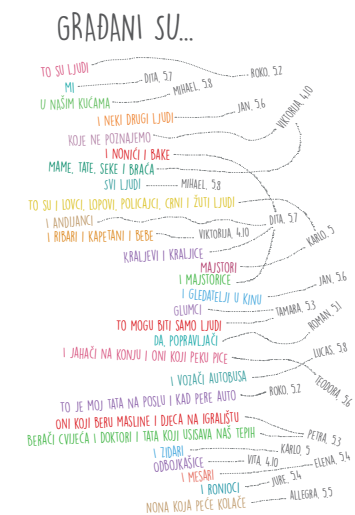 GRAĐANI SU...
TO SU LJUDI
ROKO, 5.2
MI
DITA, 5.7
U NAŠIM KUĆAMA
MIHAEL, 5.8
I NEKI DRUGI LJUDI
JAN, 5.6
KOJE NE POZNAJEMO
VIKTORIJA, 4.10
I NONIĆI I BAKE
MAME, TATE, SEKE I BRAĆA
SVI LJUDI
MIHAEL, 5.8
TO SU I LOVCI, LOPOVI, POLICAJCI, CRNI I ŽUTI LJUDI
I ANDIJANCI
DITA, 5.7
I RIBARI I KAPETANI I BEBE
VIKTORIJA, 4.10
KARLO, 5
KRALJEVI I KRALJICE
MAJSTORI
I MAJSTORICE
JAN, 5.6
I GLEDATELJI U KINU
GLUMCI
TAMARA, 5.3
TO MOGU BITI SAMO LJUDI
ROMAN, 5.1
DA, POPRAVLJAČI
I JAHAČI NA KONJU I ONI KOJI PEKU PICE
LUCAS, 5.8
I VOZAČI AUTOBUSA
TEODORA, 5.6
TO JE MOJ TATA NA POSLU I KAD PERE AUTO
ROKO, 5.2
ONI KOJI BERU MASLINE I DJECA NA IGRALIŠTU
BERAČI CVIJEĆA I DOKTORI I TATA KOJI USISAVA NAŠ TEPIH
PETRA, 5.3
I ZIDARI
KARLO, 5
ODBOJKAŠICE
VITA, 4.10
I MESARI
ELENA, 5.4
I RONIOCI
JURE, 5.4
NONA KOJA PEČE KOLAČE
ALLEGRA, 5.5